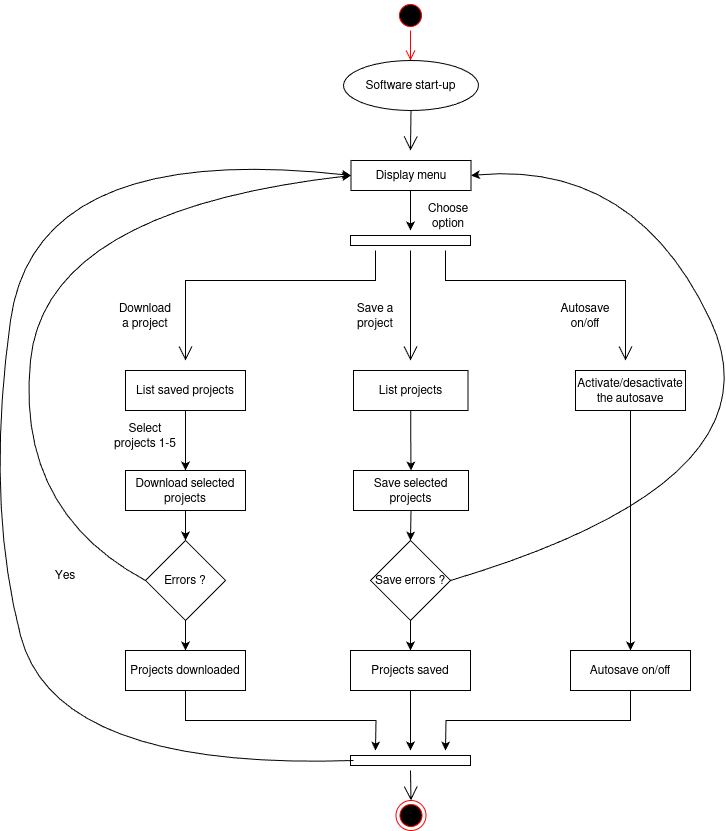 Software start-up
Display menu
Choose
option
Download
a project
Save a
project
Autosave
on/off
List saved projects
List projects
Activate/desactivate
the autosave
Select
projects 1-5
Download selected
projects
Save selected
projects
Errors ?
Save errors ?
Yes
Projects downloaded
Projects saved
Autosave on/off